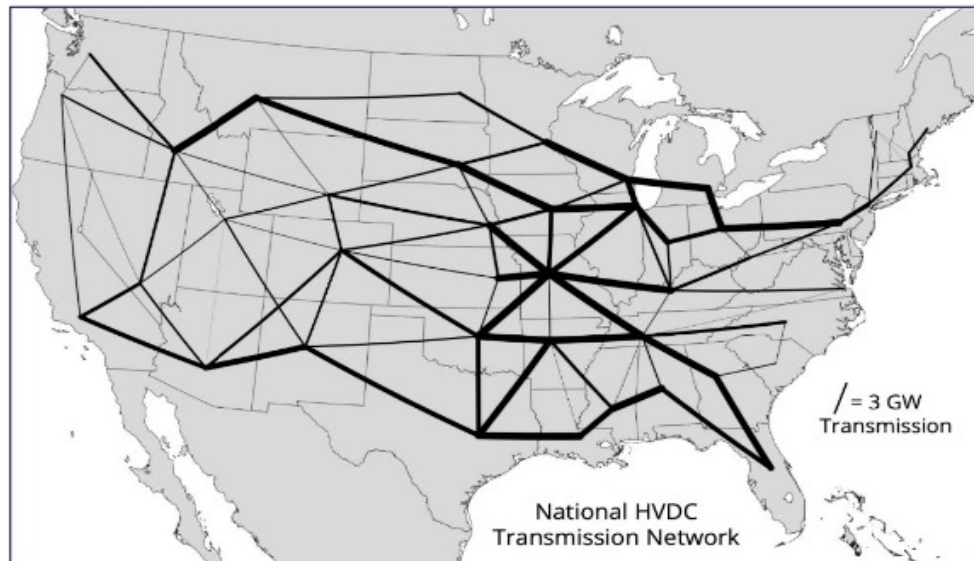 /= 3 GW
Transmission
National HVDC
Transmission Network